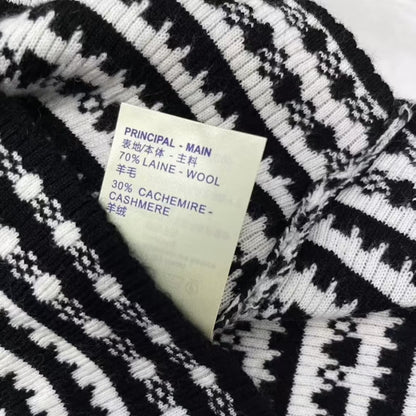 PRINCIPAL - MAIN
表地/本体 - 主料
70% LAINE - WOOL
羊毛
30% CACHEMIRE -
CASHMERE
羊绒